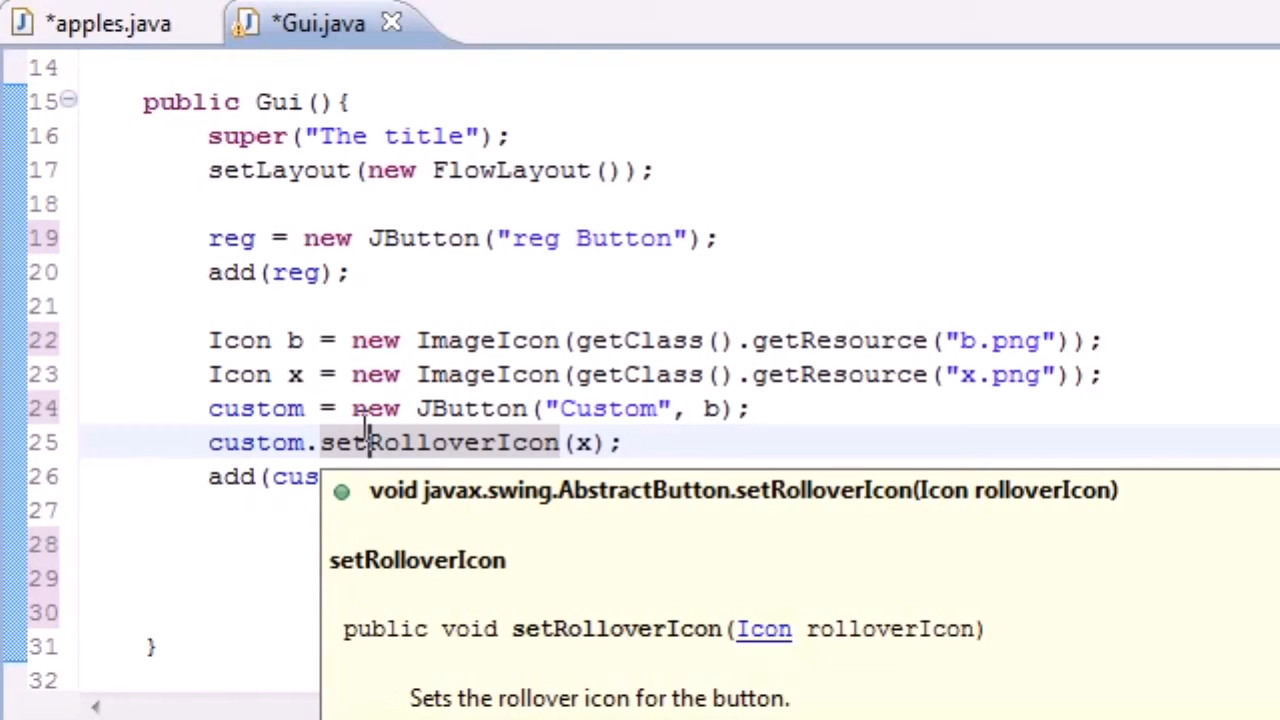 *apples.java *Gui.java
14
15 public Gui(){
16 super("The title");
17 setLayout(new FlowLayout());
18
19 reg = new JButton("reg Button");
20 add(reg);
21
22 Icon b = new ImageIcon(getClass().getResource("b.png"));
23 Icon x = new ImageIcon(getClass().getResource("x.png"));
24 custom = new JButton("Custom", b);
25 custom.setRolloverIcon(x);
26 add(cus
void javax.swing.AbstractButton.setRolloverIcon(Icon rolloverIcon)
27
28 setRolloverIcon
29
30 public void setRolloverIcon(Icon rolloverIcon)
31 }
32 Sets the rollover icon for the button.